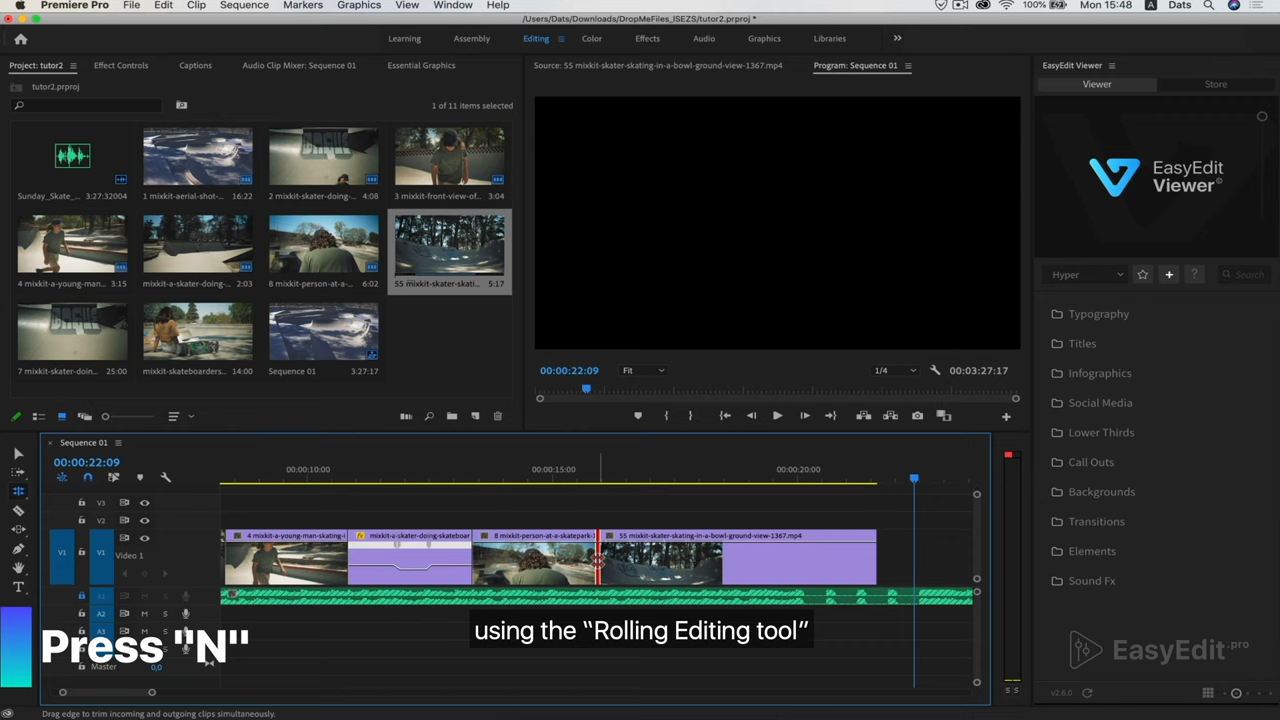 Premiere Pro File Edit Clip Sequence Markers Graphics View Window Help 100% Mon 15:48 A Dats
/Users/Dats/Downloads/DropMeFiles_ISEZS/tutor2.prproj *
Learning Assembly Editing Color Effects Audio Graphics Libraries
Project: tutor2 Effect Controls Captions Audio Clip Mixer: Sequence 01 Essential Graphics
Source: 55 mixkit-skater-skating-in-a-bowl-ground-view-1367.mp4 Program: Sequence 01
EasyEdit Viewer
Viewer Store
tutor2.prproj
1 of 11 items selected
Sunday_Skate_... 3:27:32004
1 mixkit-aerial-shot-... 16:22
2 mixkit-skater-doing-... 4:08
3 mixkit-front-view-of... 3:04
EasyEdit
Viewer
4 mixkit-a-young-man... 3:15
mixkit-a-skater-doing-... 2:03
8 mixkit-person-at-a-... 6:02
55 mixkit-skater-skati... 5:17
Hyper ? Search
Typography
Titles
Infographics
Social Media
Lower Thirds
Call Outs
Backgrounds
Transitions
Elements
Sound Fx
7 mixkit-skater-doin... 25:00
mixkit-skateboarders... 14:00
Sequence 01 3:27:17
00:00:22:09 Fit 1/4 00:03:27:17
Sequence 01
00:00:22:09
00:00:10:00 00:00:15:00 00:00:20:00
V3
V2
4 mixkit-a-young-man-skating-i
fx mixkit-a-skater-doing-skateboar
8 mixkit-person-at-a-skatepark-1
55 mixkit-skater-skating-in-a-bowl-ground-view-1367.mp4
V1 V1 Video 1
A2 M S
A3 M S
Master 0,0
S S
Press "N"
using the “Rolling Editing tool”
EasyEdit.pro
v2.6.0
Drag edge to trim incoming and outgoing clips simultaneously.